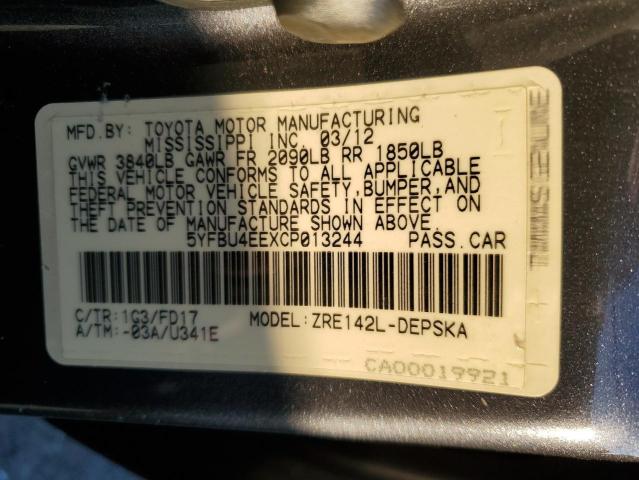 MFD.BY: TOYOTA MOTOR MANUFACTURING
MISSISSIPPI INC. 03/12
GVWR 3840LB GAWR FR 2090LB RR 1850LB
THIS VEHICLE CONFORMS TO ALL APPLICABLE
FEDERAL MOTOR VEHICLE SAFETY, BUMPER, AND
THEFT PREVENTION STANDARDS IN EFFECT ON
THE DATE OF MANUFACTURE SHOWN ABOVE.
5YFBU4EEXCP013244 PASS.CAR
C/TR: 1G3/FD17 MODEL: ZRE142L-DEPSKA
A/TM: -03A/U341E
CA00019921